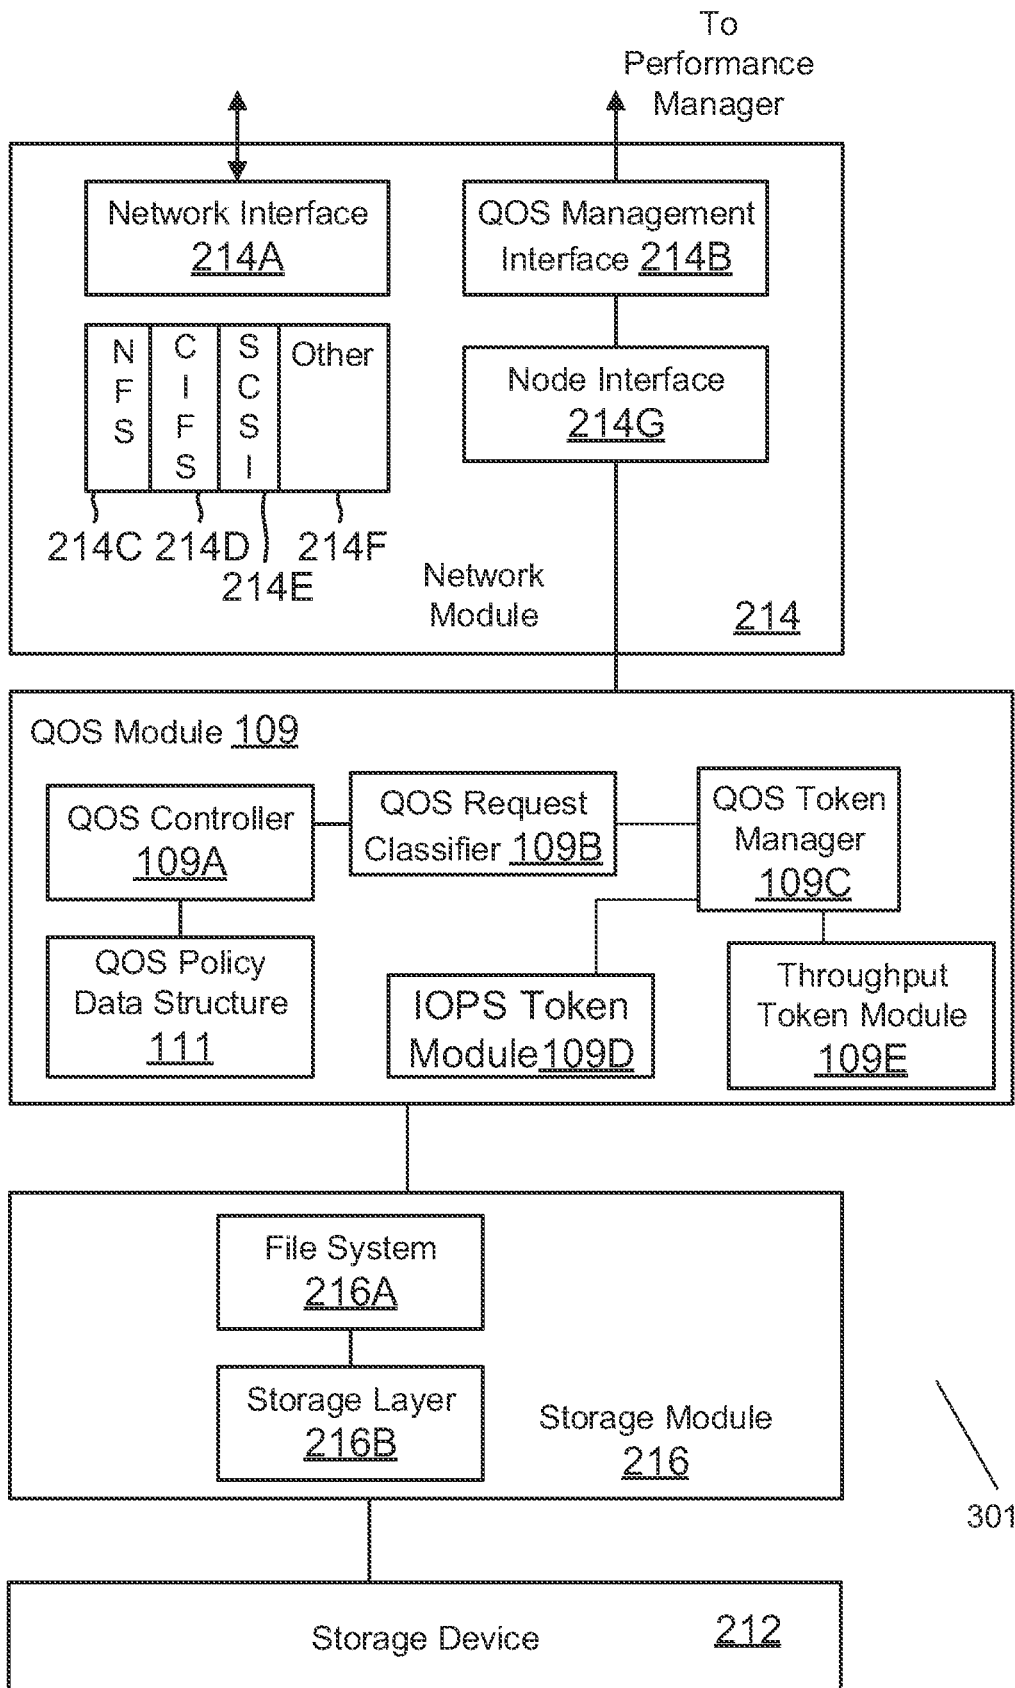 To
Performance
Manager
Network Interface
214A
QOS Management
Interface 214B
N
F
S
C
I
F
S
S
C
S
I
Other
Node Interface
214G
214C
214D
214E
214F
Network
Module
214
QOS Module 109
QOS Controller
109A
QOS Request
Classifier 109B
QOS Token
Manager
109C
QOS Policy
Data Structure
111
IOPS Token
Module109D
Throughput
Token Module
109E
File System
216A
Storage Layer
216B
Storage Module
216
301
Storage Device
212